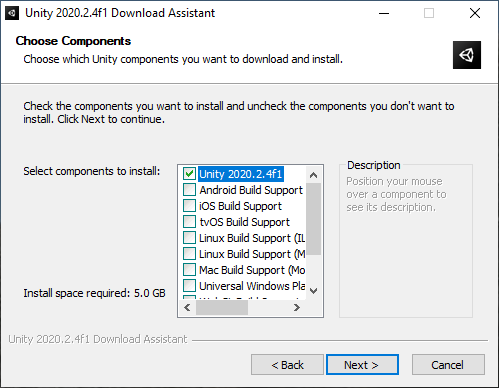 Unity 2020.2.4f1 Download Assistant
Choose Components
Choose which Unity components you want to download and install.
Check the components you want to install and uncheck the components you don't want to
install. Click Next to continue.
Select components to install:
Unity 2020.2.4f1
Android Build Support
iOS Build Support
tvOS Build Support
Linux Build Support (IL
Linux Build Support (M
Mac Build Support (Mo
Universal Windows Pla
Description
Position your mouse
over a component to
see its description.
Install space required: 5.0 GB
Unity 2020.2.4f1 Download Assistant
< Back
Next >
Cancel